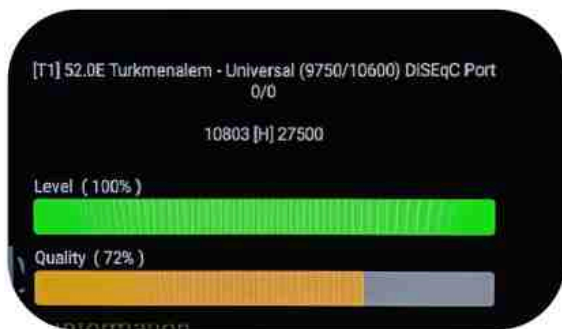 [T1] 52.0E Turkmenalem - Universal (9750/10600) DiSEqC Port
0/0
10803 [H] 27500
Level ( 100% )
Quality ( 72% )